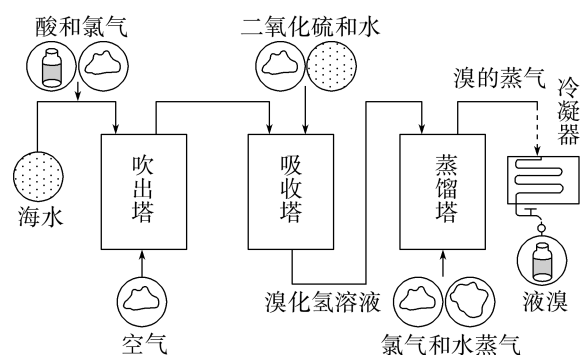 酸和氯气
二氧化硫和水
溴的蒸气
冷凝器
吹出塔
吸收塔
蒸馏塔
海水
溴化氢溶液
液溴
空气
氯气和水蒸气